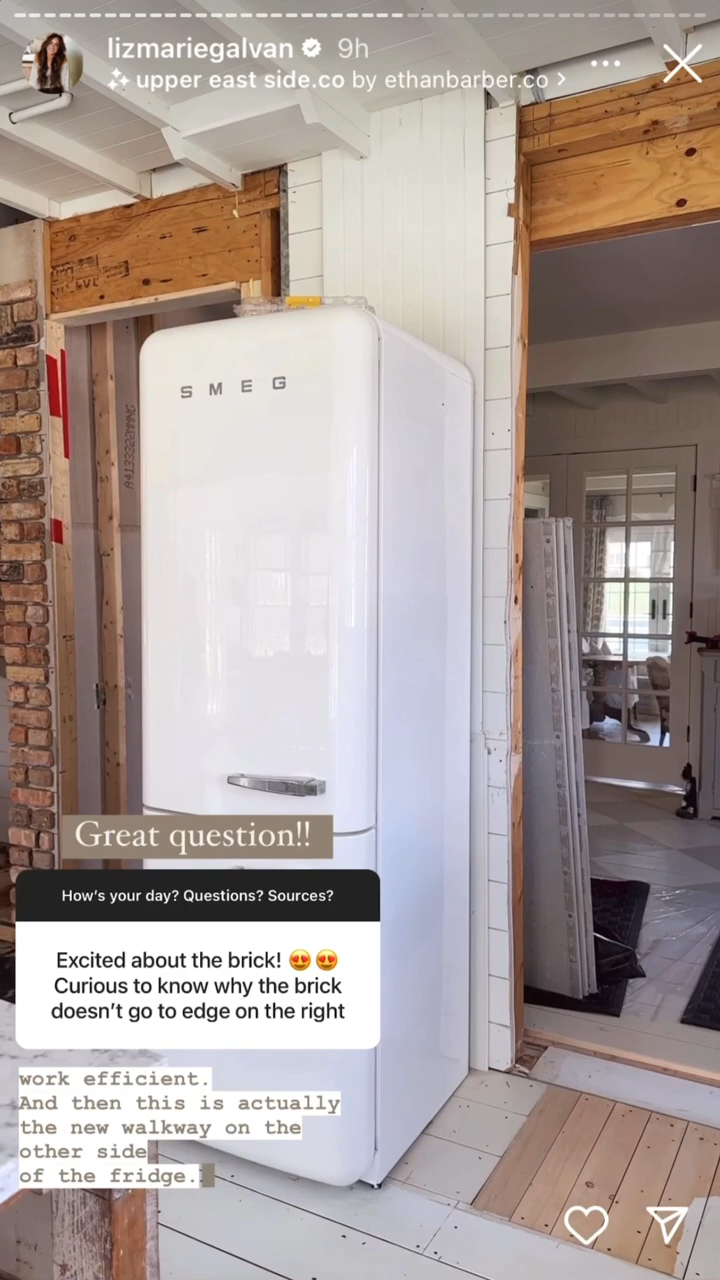 lizmariegalvan 9h
upper east side.co by ethanbarber.co >
SMEG
A41393320MMNG
Great question!!
How's your day? Questions? Sources?
Excited about the brick! 😍😍
Curious to know why the brick
doesn't go to edge on the right
work efficient.
And then this is actually
the new walkway on the
other side
of the fridge.